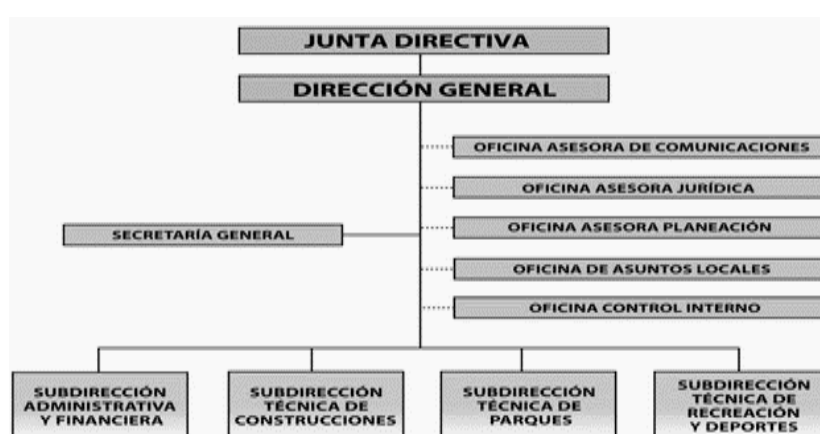 JUNTA DIRECTIVA
DIRECCIÓN GENERAL
OFICINA ASESORA DE COMUNICACIONES
OFICINA ASESORA JURÍDICA
SECRETARÍA GENERAL
OFICINA ASESORA PLANEACIÓN
OFICINA DE ASUNTOS LOCALES
OFICINA CONTROL INTERNO
SUBDIRECCIÓN
ADMINISTRATIVA
Y FINANCIERA
SUBDIRECCIÓN
TÉCNICA DE
CONSTRUCCIONES
SUBDIRECCIÓN
TÉCNICA DE
PARQUES
SUBDIRECCIÓN
TÉCNICA DE
RECREACIÓN
Y DEPORTES